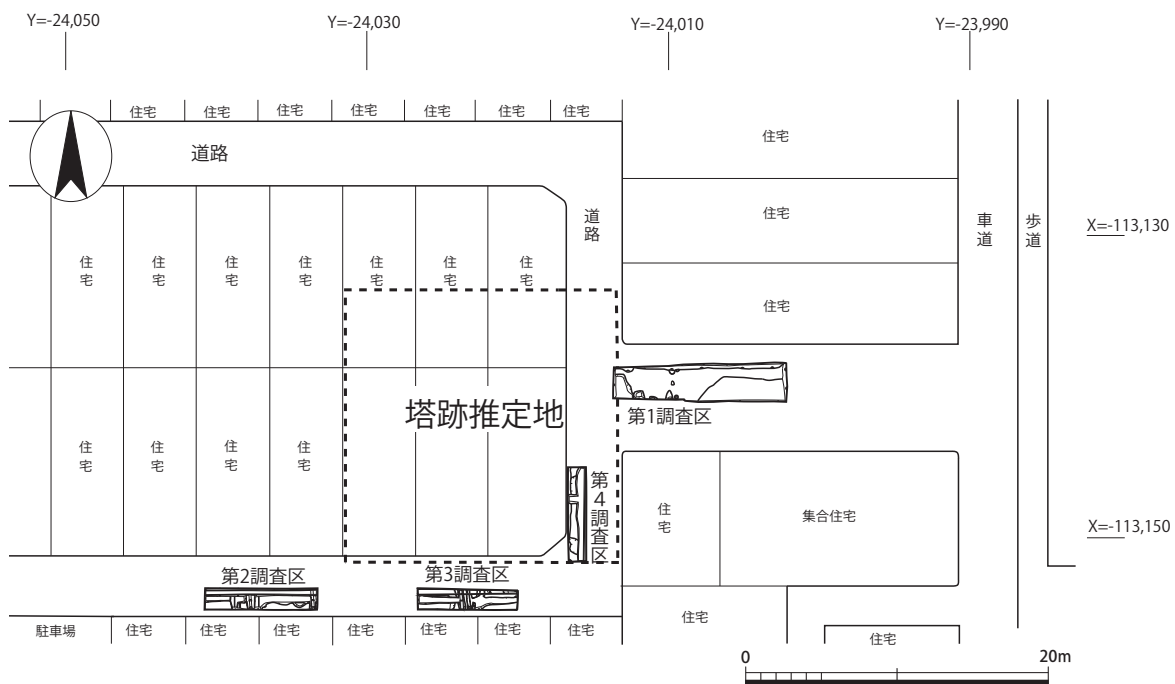 Y=-24,050
Y=-24,030
Y=-24,010
Y=-23,990
住宅
住宅
住宅
住宅
住宅
住宅
住宅
道路
住宅
住宅
住宅
住宅
住宅
住宅
住宅
道路
住宅
住宅
住宅
車道
歩道
X=-113,130
塔跡推定地
第1調査区
住宅
住宅
住宅
住宅
第4調査区
住宅
集合住宅
X=-113,150
第2調査区
第3調査区
駐車場
住宅
住宅
住宅
住宅
住宅
住宅
住宅
住宅
0
20m